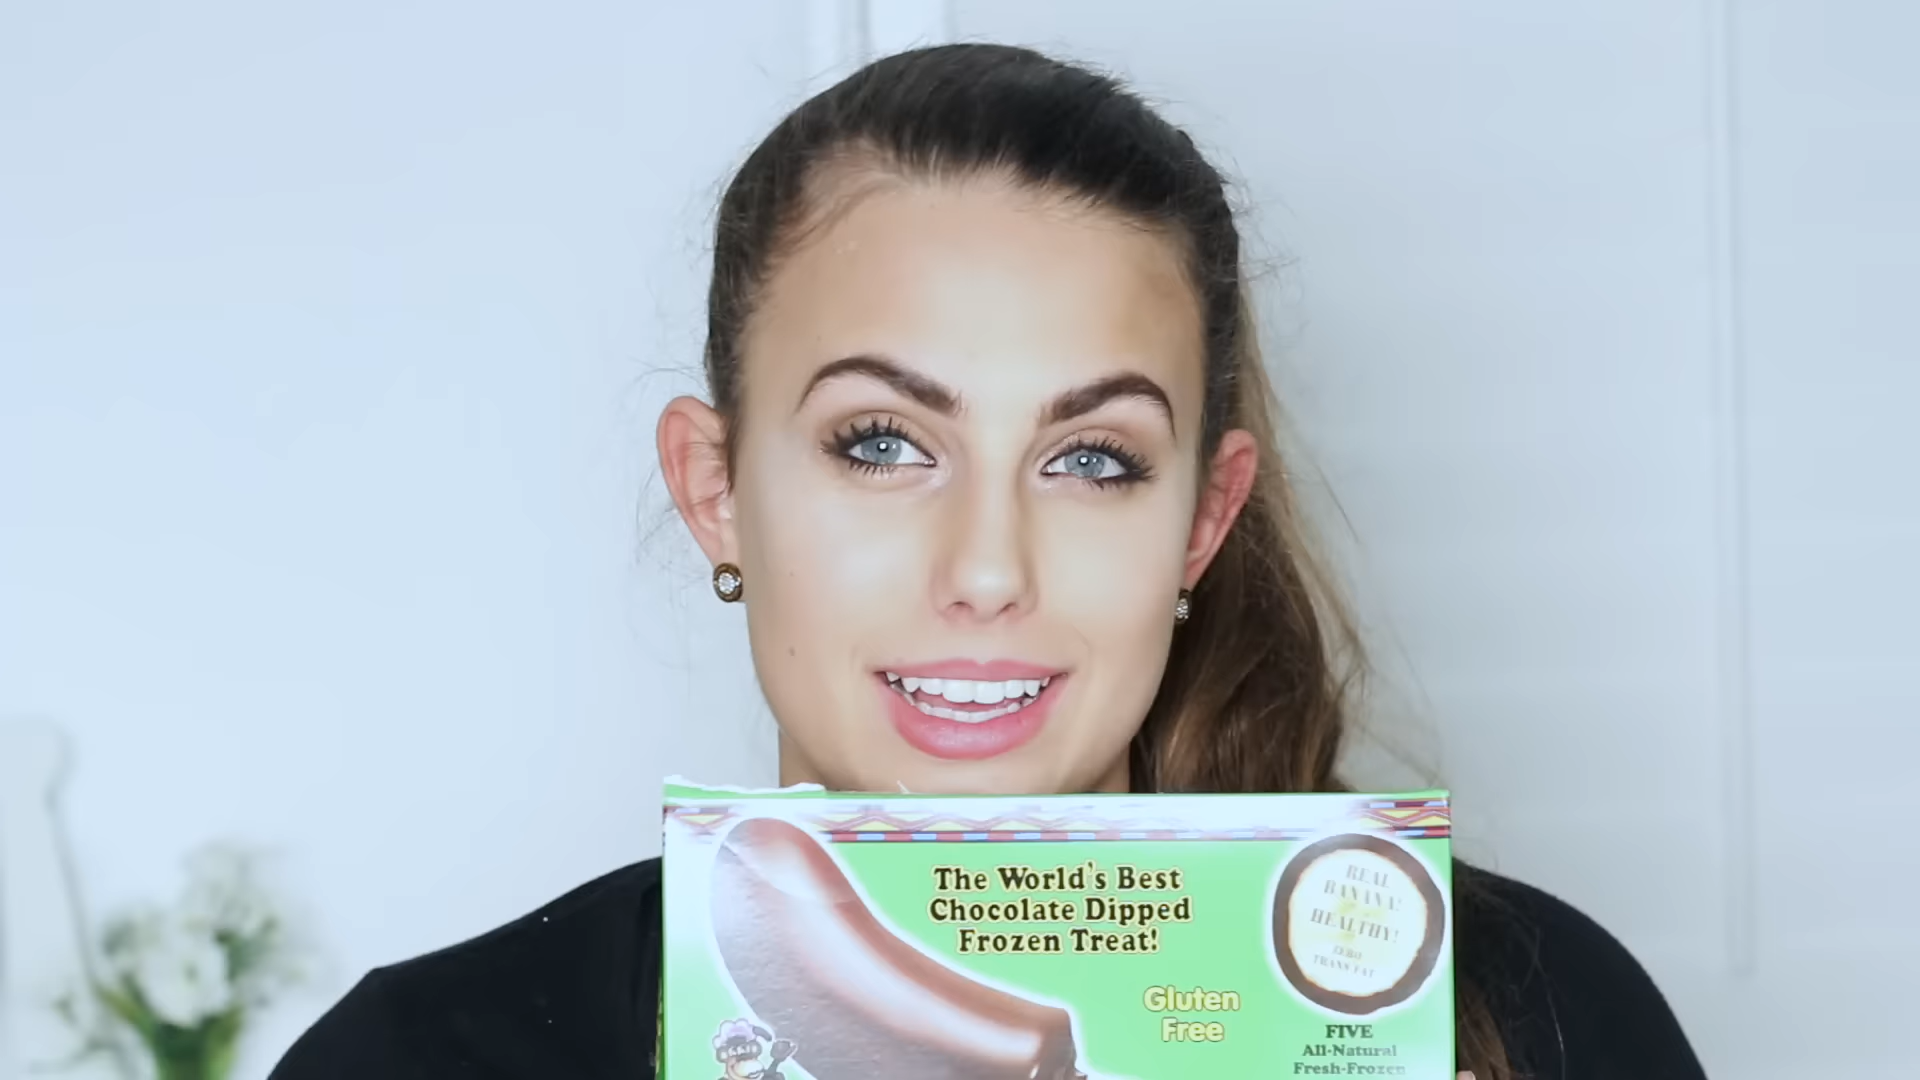 The World's Best
Chocolate Dipped
Frozen Treat!
REAL
BANANA!
HEALTHY!
ZERO
TRANS FAT
Gluten
Free
FIVE
All-Natural
Fresh-Frozen